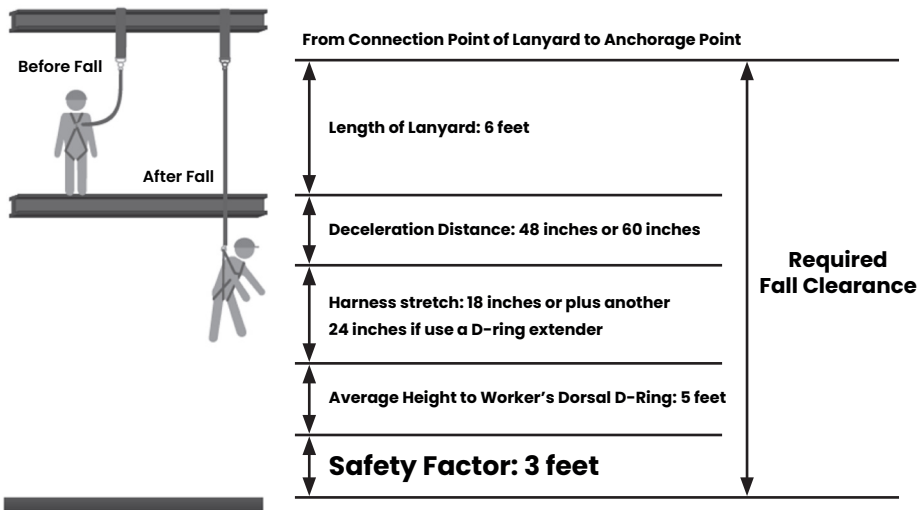 From Connection Point of Lanyard to Anchorage Point
Before Fall
Length of Lanyard: 6 feet
After Fall
Deceleration Distance: 48 inches or 60 inches
Required
Fall Clearance
Harness stretch: 18 inches or plus another
24 inches if use a D-ring extender
Average Height to Worker's Dorsal D-Ring: 5 feet
Safety Factor: 3 feet